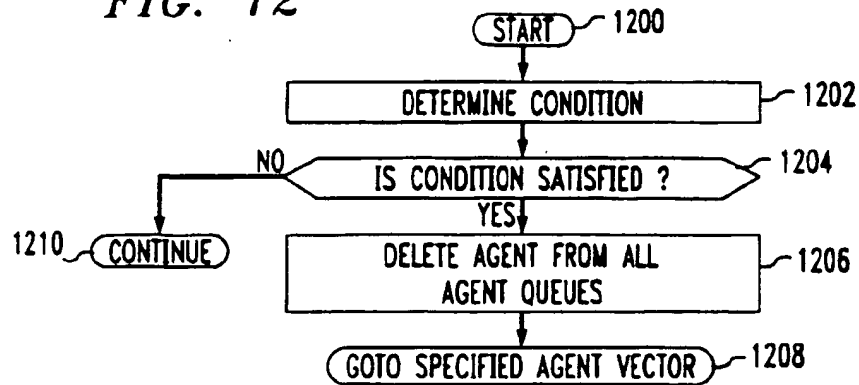 FIG. 12
START 1200
DETERMINE CONDITION 1202
IS CONDITION SATISFIED ? 1204
NO
YES
1210 CONTINUE
DELETE AGENT FROM ALL
AGENT QUEUES 1206
GOTO SPECIFIED AGENT VECTOR 1208